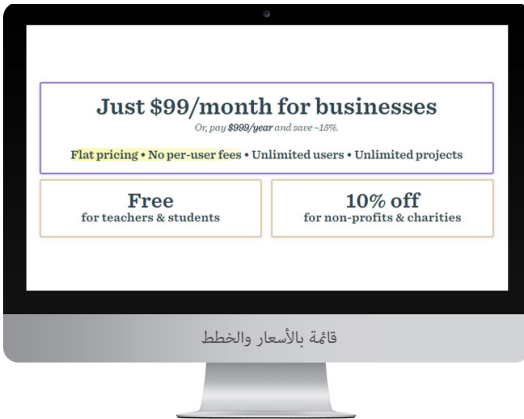 Just $99/month for businesses
Or, pay $999/year and save ~15%.
Flat pricing • No per-user fees • Unlimited users • Unlimited projects
Free
for teachers & students
10% off
for non-profits & charities
قائمة بالأسعار والخطط